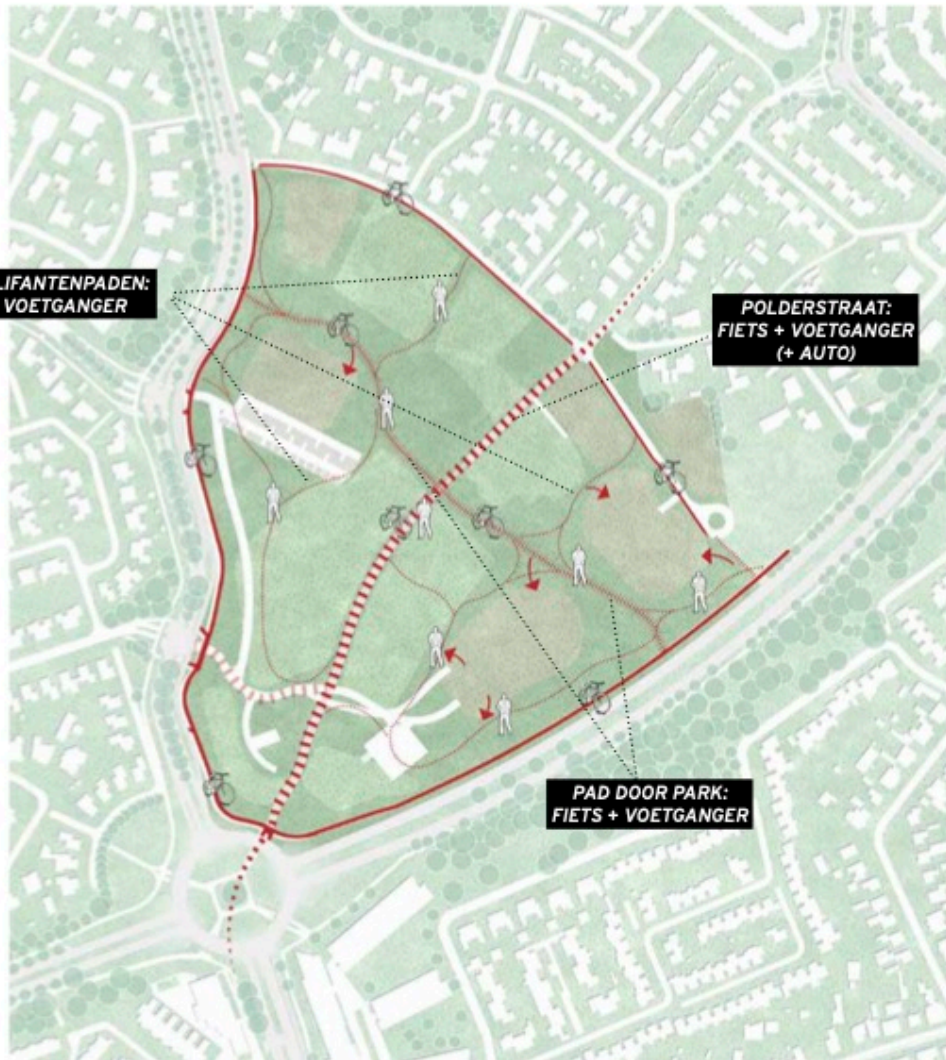 LIFANTENPADEN:
VOETGANGER
POLDERSTRAAT:
FIETS + VOETGANGER
(+ AUTO)
PAD DOOR PARK:
FIETS + VOETGANGER